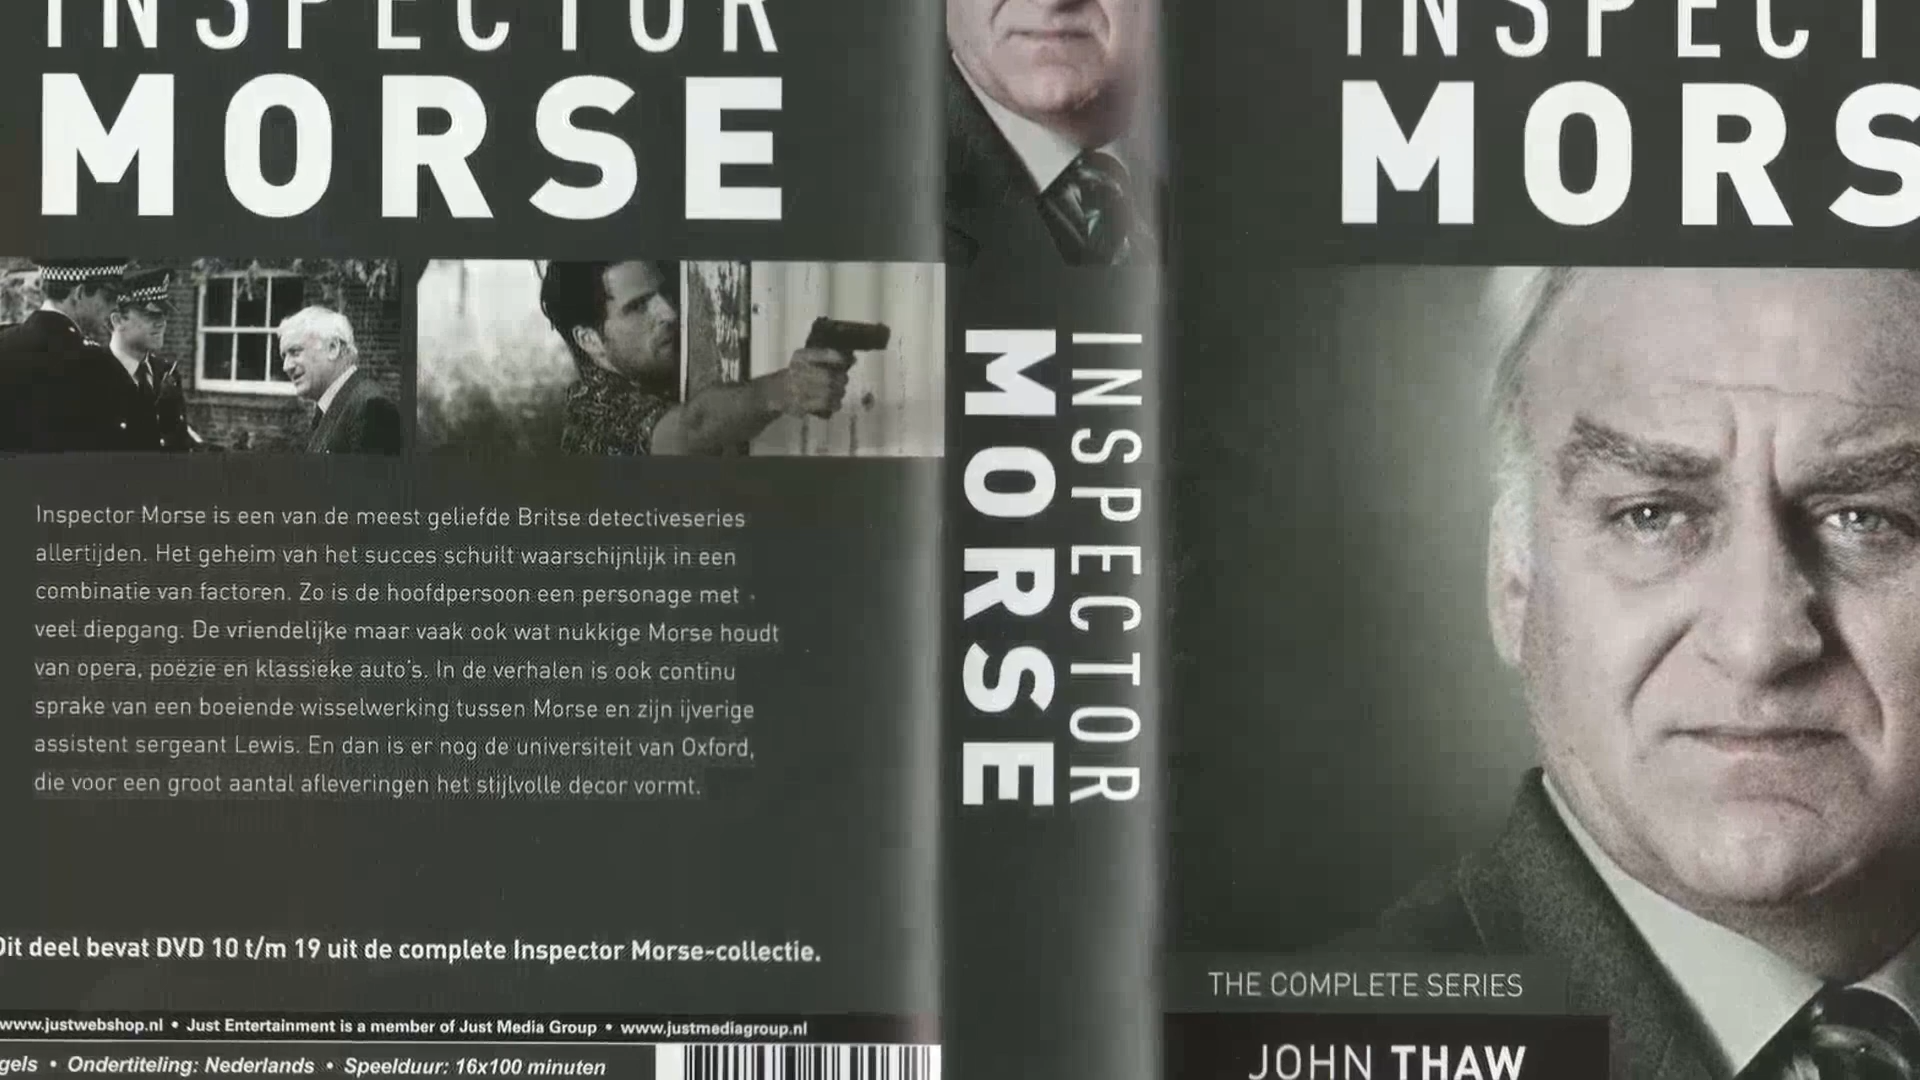 INSPECTOR
MORSE
Inspector Morse is een van de meest geliefde Britse detectiveseries
allertijden. Het geheim van het succes schuilt waarschijnlijk in een
combinatie van factoren. Zo is de hoofdpersoon een personage met
veel diepgang. De vriendelijke maar vaak ook wat nukkige Morse houdt
van opera, poëzie en klassieke auto's. In de verhalen is ook continu
sprake van een boeiende wisselwerking tussen Morse en zijn ijverige
assistent sergeant Lewis. En dan is er nog de universiteit van Oxford,
die voor een groot aantal afleveringen het stijlvolle decor vormt.
Dit deel bevat DVD 10 t/m 19 uit de complete Inspector Morse-collectie.
www.justwebshop.nl • Just Entertainment is a member of Just Media Group • www.justmediagroup.nl
gels • Ondertiteling: Nederlands • Speelduur: 16x100 minuten
INSPECTOR
MORSE
INSPECT
MORS
THE COMPLETE SERIES
JOHN THAW